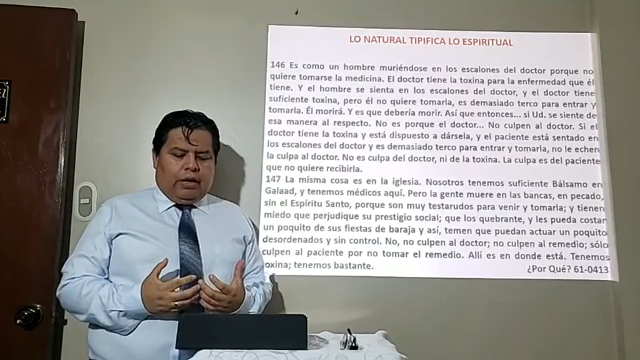 LO NATURAL TIPIFICA LO ESPIRITUAL
146 Es como un hombre muriéndose en los escalones del doctor porque no
quiere tomarse la medicina. El doctor tiene la toxina para la enfermedad que él
tiene. Y el hombre se sienta en los escalones del doctor, y el doctor tiene
suficiente toxina, pero él no quiere tomarla, es demasiado terco para entrar y
tomarla. Él morirá. Y es que debería morir. Así que entonces... si Ud. se siente de
esa manera al respecto. No es porque el doctor... No culpen al doctor. Si el
doctor tiene la toxina y está dispuesto a dársela, y el paciente está sentado en
los escalones del doctor y es demasiado terco para entrar y tomarla, no le echen
la culpa al doctor. No es culpa del doctor, ni de la toxina. La culpa es del paciente
que no quiere recibirla.
147 La misma cosa es en la iglesia. Nosotros tenemos suficiente Bálsamo en
Galaad, y tenemos médicos aquí. Pero la gente muere en las bancas, en pecado,
sin el Espíritu Santo, porque son muy testarudos para venir y tomarla; y tienen
miedo que perjudique su prestigio social; que los quebrante, y les pueda costar
un poquito de sus fiestas de baraja y así, temen que puedan actuar un poquito
desordenados y sin control. No, no culpen al doctor; no culpen al remedio; sólo
culpen al paciente por no tomar el remedio. Allí es en donde está. Tenemos
toxina; tenemos bastante. ¿Por Qué? 61-0413